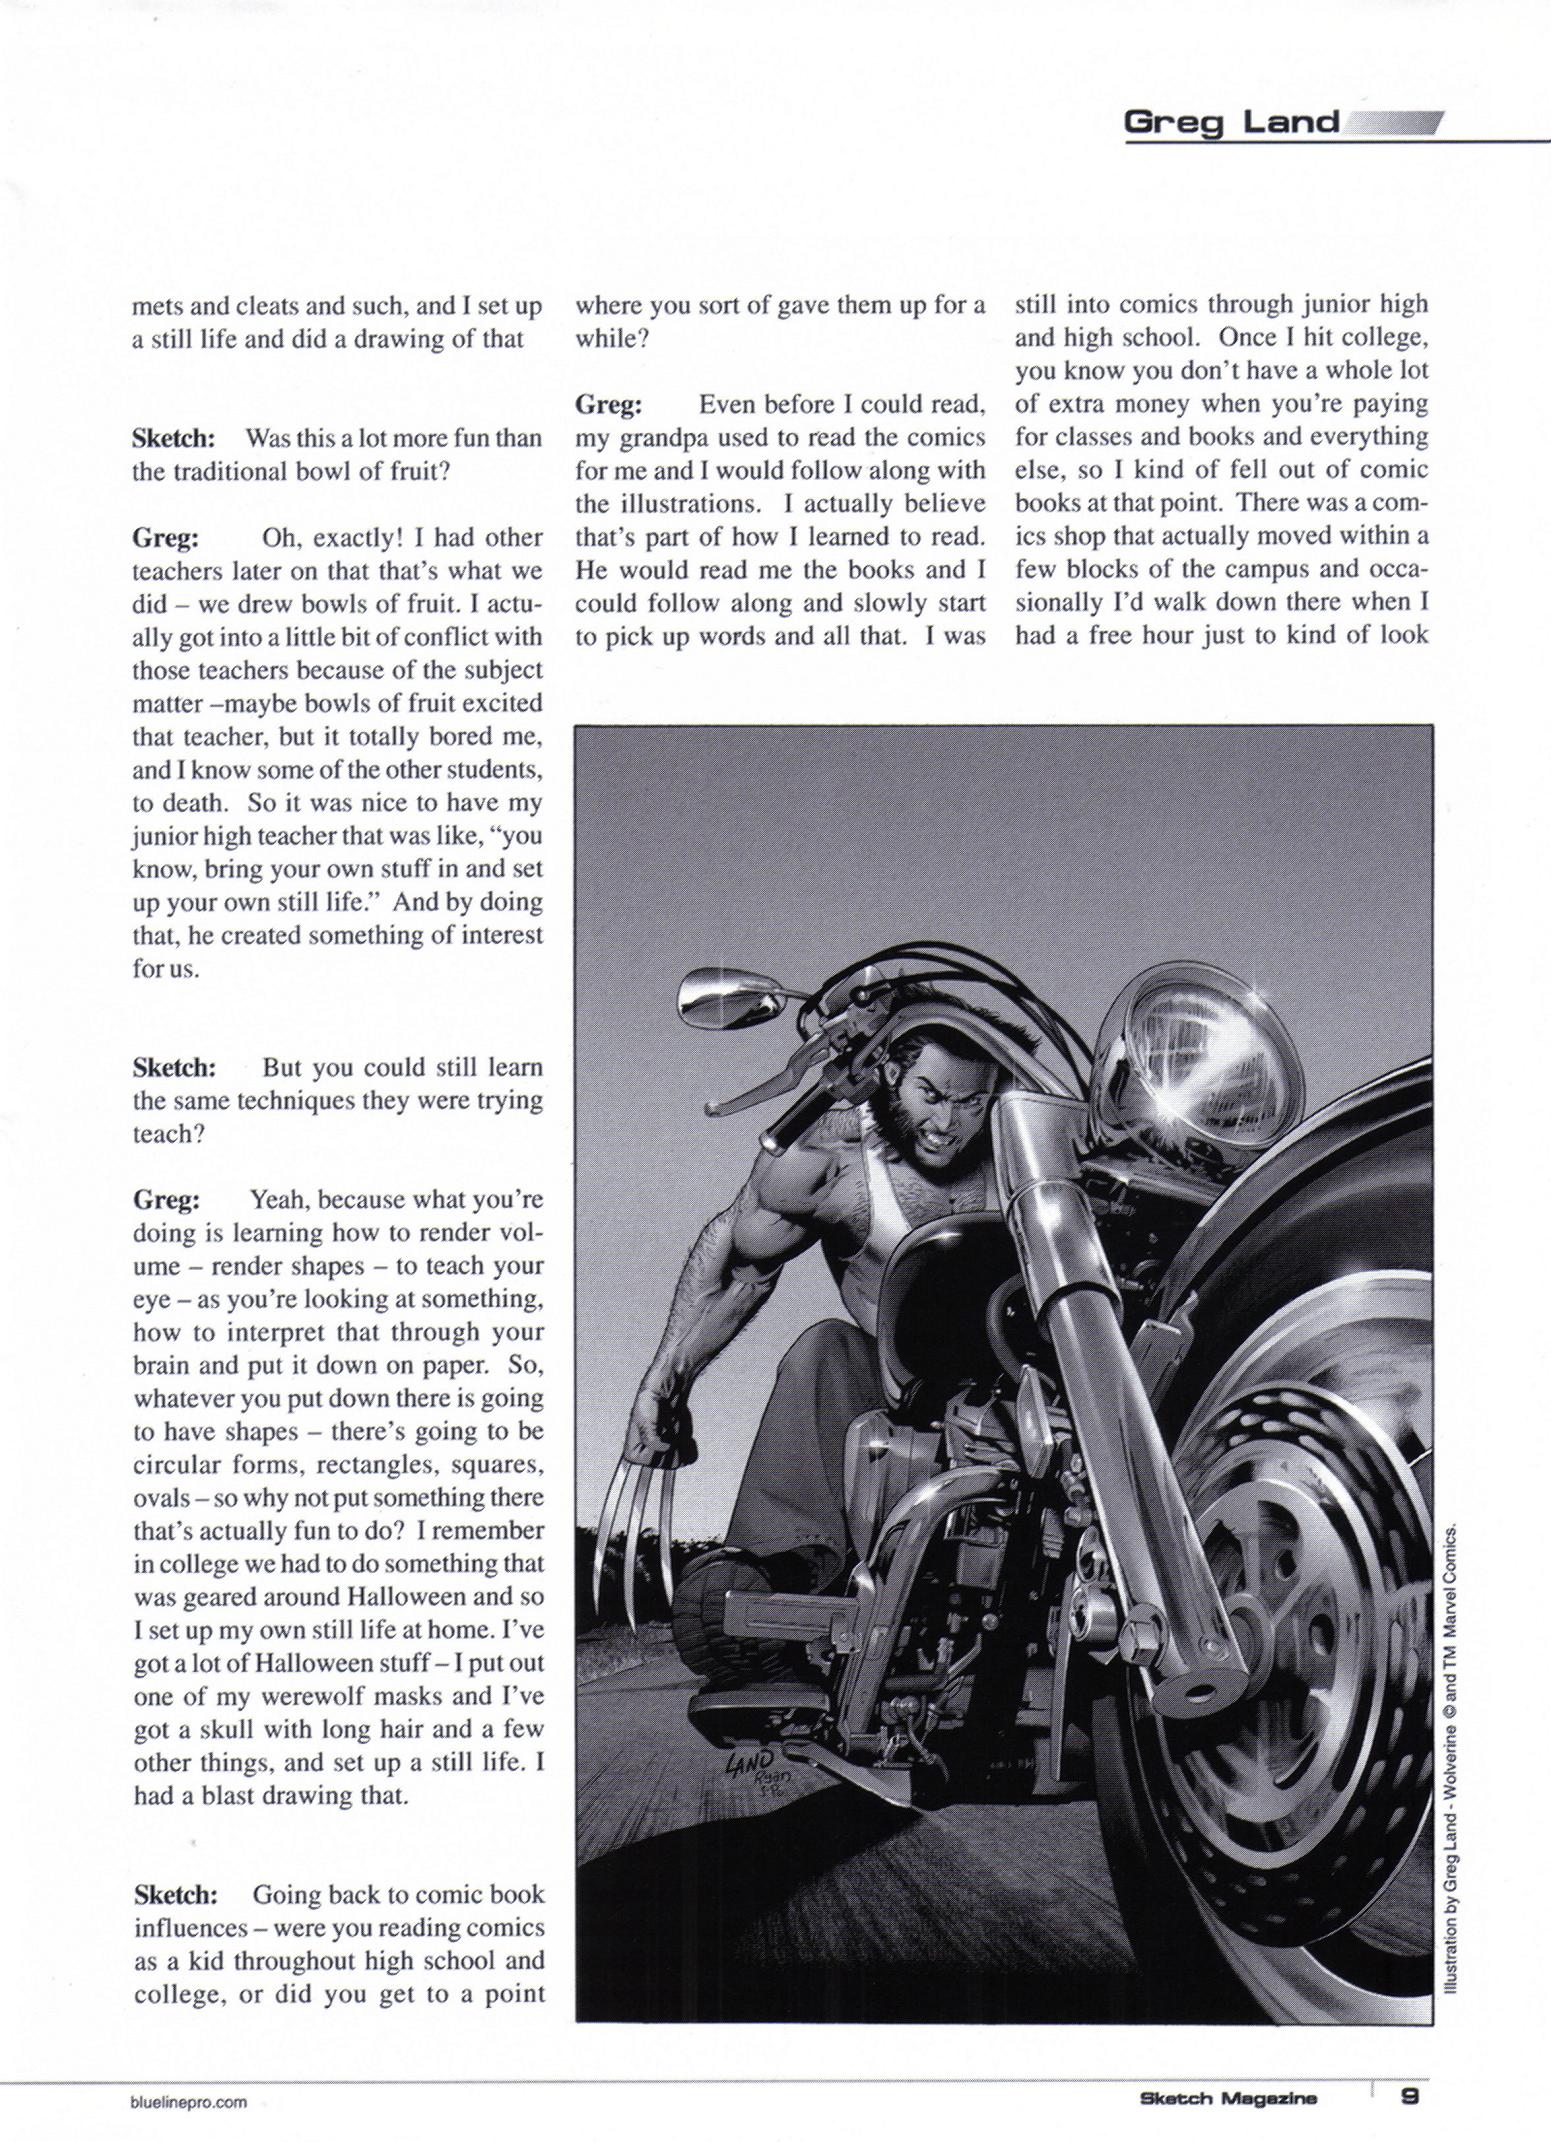 Greg Land
mets and cleats and such, and I set up
a still life and did a drawing of that
Sketch: Was this a lot more fun than
the traditional bowl of fruit?
Greg: Oh, exactly! I had other
teachers later on that that's what we
did – we drew bowls of fruit. I actu-
ally got into a little bit of conflict with
those teachers because of the subject
matter –maybe bowls of fruit excited
that teacher, but it totally bored me,
and I know some of the other students,
to death. So it was nice to have my
junior high teacher that was like, “you
know, bring your own stuff in and set
up your own still life.” And by doing
that, he created something of interest
for us.
Sketch: But you could still learn
the same techniques they were trying
teach?
Greg: Yeah, because what you're
doing is learning how to render vol-
ume – render shapes – to teach your
eye – as you're looking at something,
how to interpret that through your
brain and put it down on paper. So,
whatever you put down there is going
to have shapes – there's going to be
circular forms, rectangles, squares,
ovals – so why not put something there
that's actually fun to do? I remember
in college we had to do something that
was geared around Halloween and so
I set up my own still life at home. I've
got a lot of Halloween stuff – I put out
one of my werewolf masks and I've
got a skull with long hair and a few
other things, and set up a still life. I
had a blast drawing that.
Sketch: Going back to comic book
influences – were you reading comics
as a kid throughout high school and
college, or did you get to a point
where you sort of gave them up for a
while?
Greg: Even before I could read,
my grandpa used to read the comics
for me and I would follow along with
the illustrations. I actually believe
that's part of how I learned to read.
He would read me the books and I
could follow along and slowly start
to pick up words and all that. I was
still into comics through junior high
and high school. Once I hit college,
you know you don't have a whole lot
of extra money when you're paying
for classes and books and everything
else, so I kind of fell out of comic
books at that point. There was a com-
ics shop that actually moved within a
few blocks of the campus and occa-
sionally I'd walk down there when I
had a free hour just to kind of look
LAND
Ryan
J-P.
Illustration by Greg Land - Wolverine © and TM Marvel Comics.
bluelinepro.com
Sketch Magazine
9